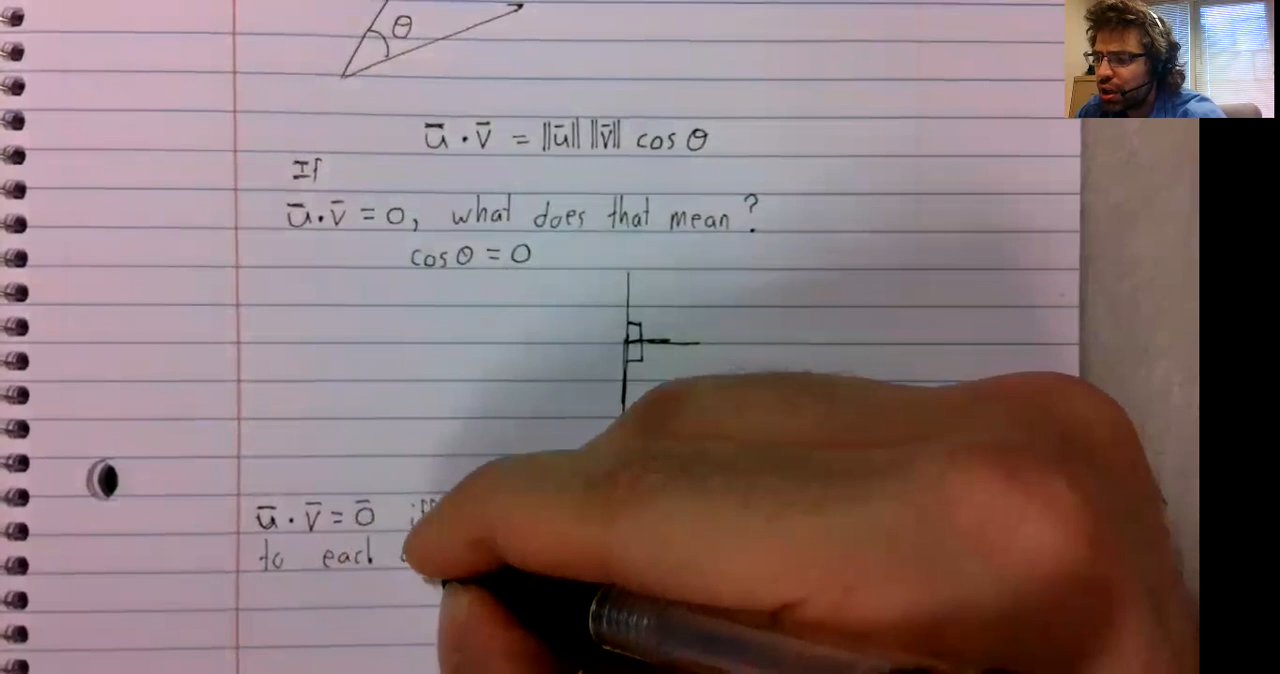 θ
ū · v̄ = ||ū|| ||v̄|| cos θ
If
ū · v̄ = 0, what does that mean?
cos θ = 0
ū · v̄ = 0̄
to each